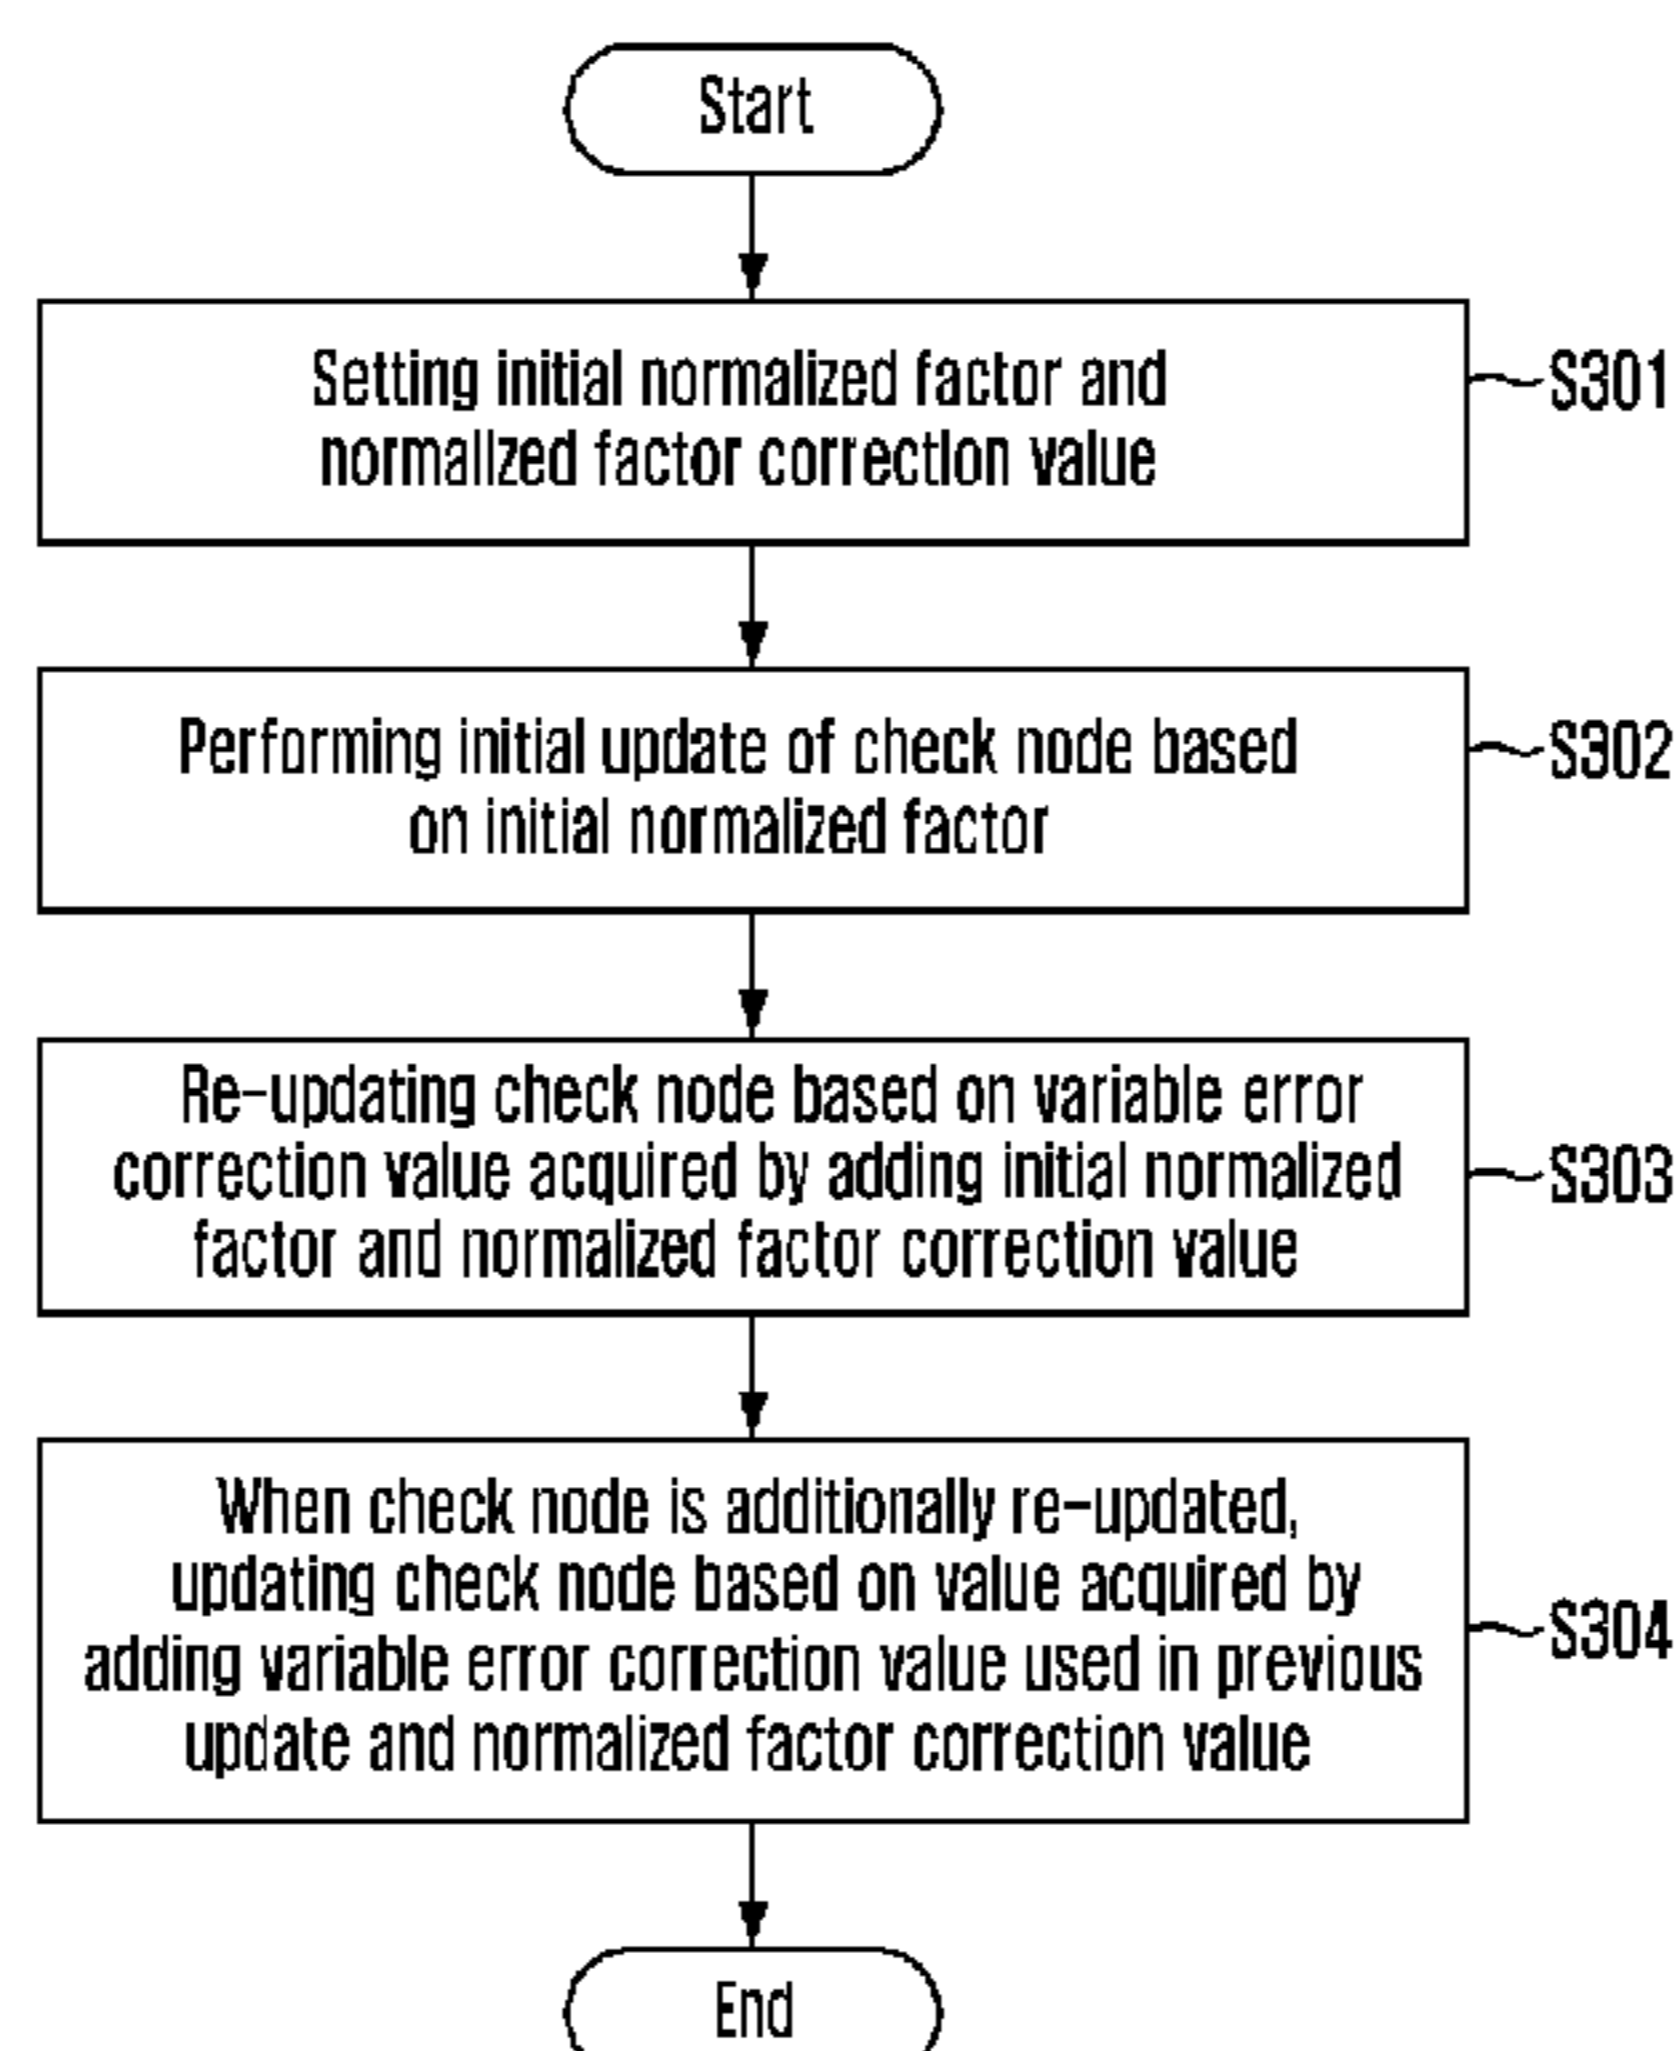 Start
Setting initial normalized factor and
normalized factor correction value
S301
Performing initial update of check node based
on initial normalized factor
S302
Re-updating check node based on variable error
correction value acquired by adding initial normalized
factor and normalized factor correction value
S303
When check node is additionally re-updated,
updating check node based on value acquired by
adding variable error correction value used in previous
update and normalized factor correction value
S304
End